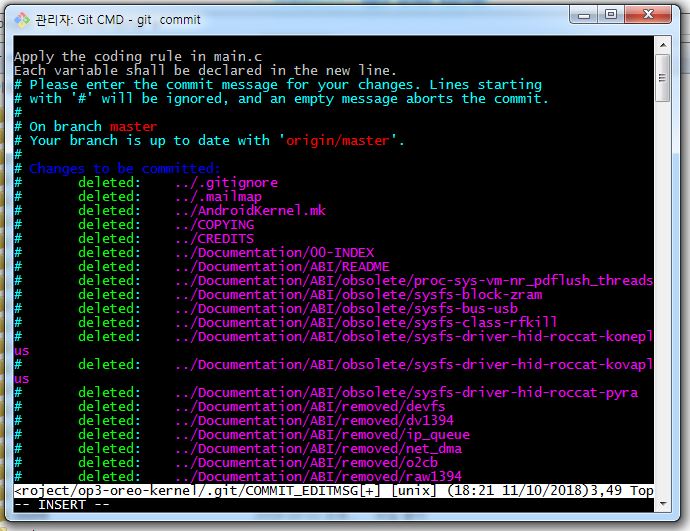 관리자: Git CMD - git  commit
Apply the coding rule in main.c
Each variable shall be declared in the new line.
# Please enter the commit message for your changes. Lines starting
# with '#' will be ignored, and an empty message aborts the commit.
#
# On branch master
# Your branch is up to date with 'origin/master'.
#
# Changes to be committed:
#       deleted:    ../.gitignore
#       deleted:    ../.mailmap
#       deleted:    ../AndroidKernel.mk
#       deleted:    ../COPYING
#       deleted:    ../CREDITS
#       deleted:    ../Documentation/00-INDEX
#       deleted:    ../Documentation/ABI/README
#       deleted:    ../Documentation/ABI/obsolete/proc-sys-vm-nr_pdflush_threads
#       deleted:    ../Documentation/ABI/obsolete/sysfs-block-zram
#       deleted:    ../Documentation/ABI/obsolete/sysfs-bus-usb
#       deleted:    ../Documentation/ABI/obsolete/sysfs-class-rfkill
#       deleted:    ../Documentation/ABI/obsolete/sysfs-driver-hid-roccat-konepl
us
#       deleted:    ../Documentation/ABI/obsolete/sysfs-driver-hid-roccat-kovapl
us
#       deleted:    ../Documentation/ABI/obsolete/sysfs-driver-hid-roccat-pyra
#       deleted:    ../Documentation/ABI/removed/devfs
#       deleted:    ../Documentation/ABI/removed/dv1394
#       deleted:    ../Documentation/ABI/removed/ip_queue
#       deleted:    ../Documentation/ABI/removed/net_dma
#       deleted:    ../Documentation/ABI/removed/o2cb
#       deleted:    ../Documentation/ABI/removed/raw1394
<roject/op3-oreo-kernel/.git/COMMIT_EDITMSG[+] [unix] (18:21 11/10/2018)3,49 Top
-- INSERT --